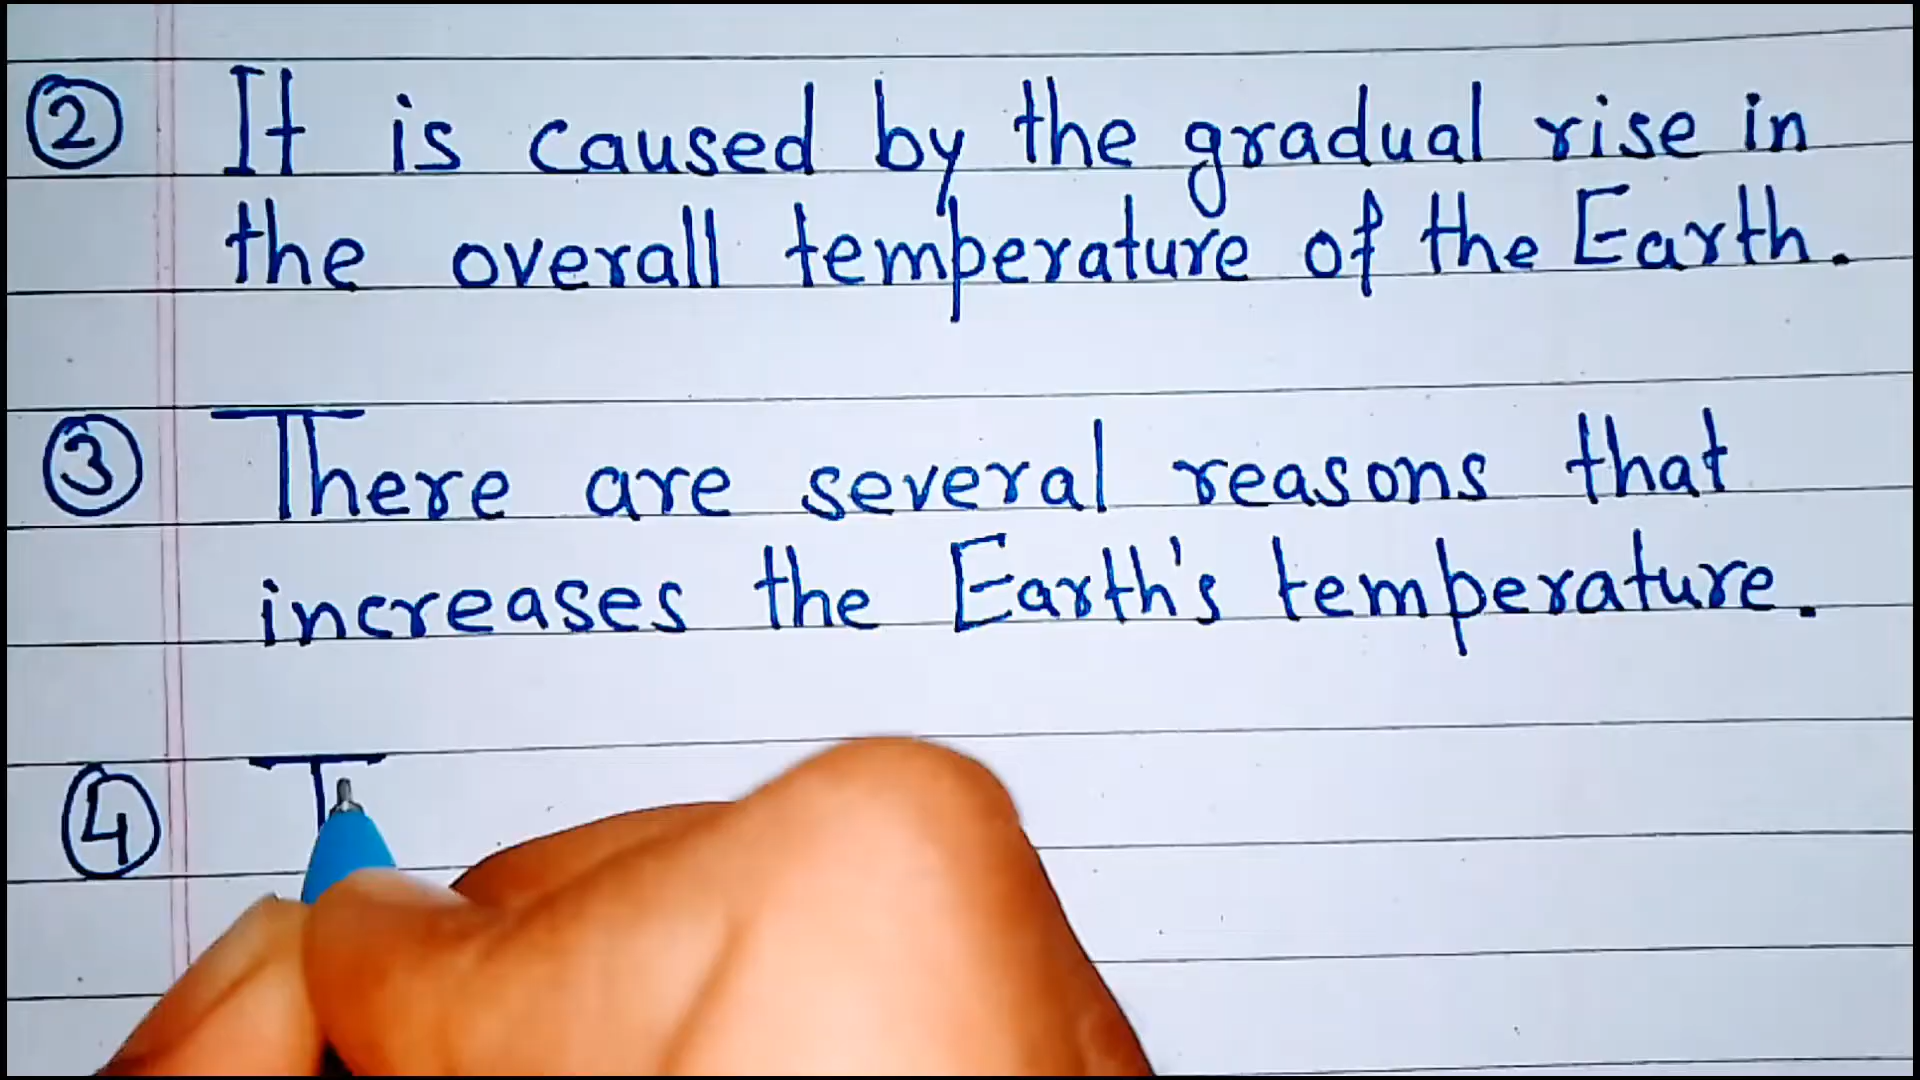 ② It is caused by the gradual rise in
the overall temperature of the Earth.
③ There are several reasons that
increases the Earth's temperature.
④ T